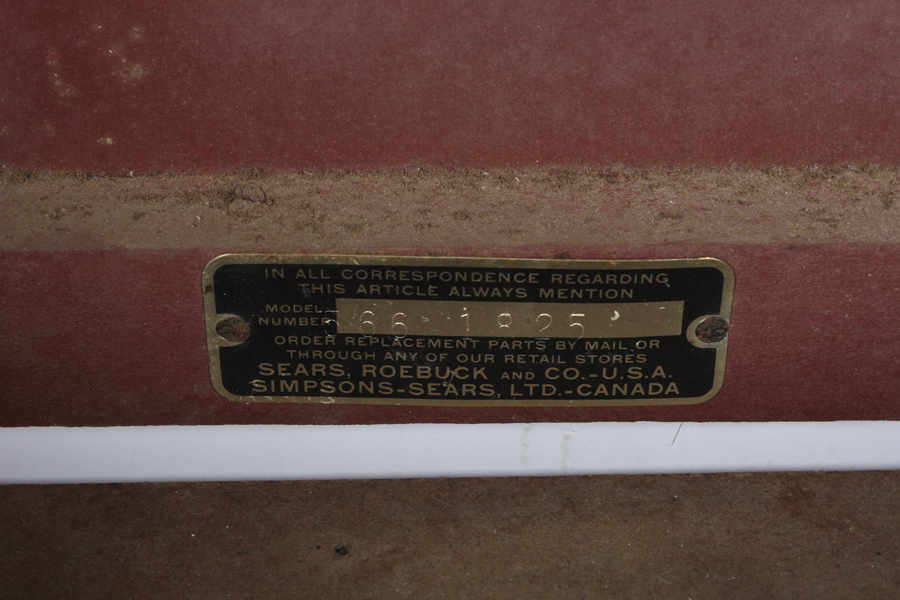 IN ALL CORRESPONDENCE REGARDING
THIS ARTICLE ALWAYS MENTION
MODEL
NUMBER 566 1825
ORDER REPLACEMENT PARTS BY MAIL OR
THROUGH ANY OF OUR RETAIL STORES
SEARS, ROEBUCK AND CO.-U.S.A.
SIMPSONS-SEARS, LTD.-CANADA